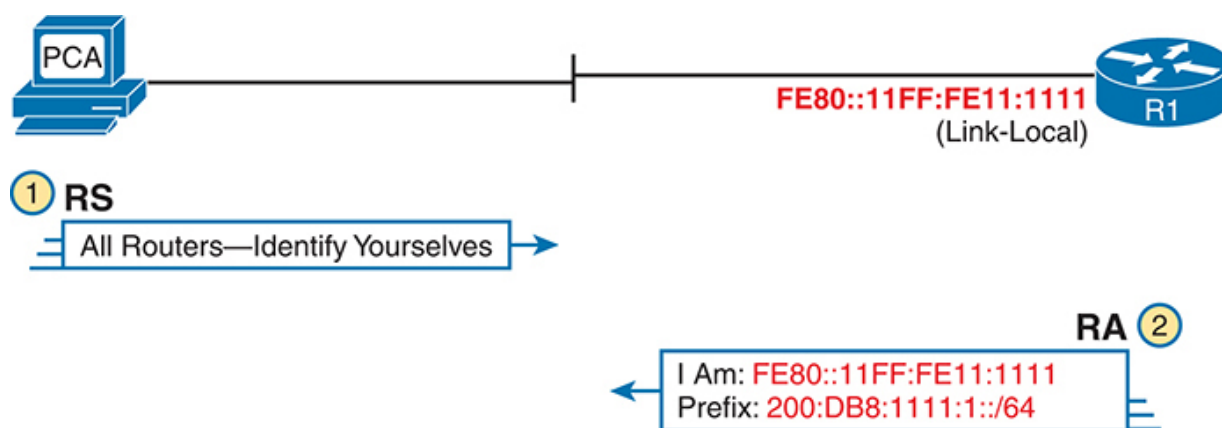 PCA
FE80::11FF:FE11:1111
(Link-Local)
R1
1 RS
All Routers—Identify Yourselves
RA 2
I Am: FE80::11FF:FE11:1111
Prefix: 200:DB8:1111:1::/64